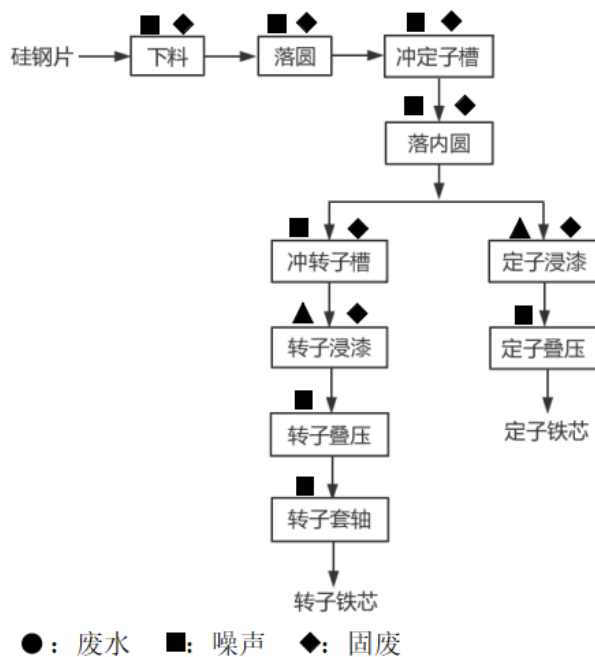 硅钢片 下料 落圆 冲定子槽
落内圆
冲转子槽 定子浸漆
转子浸漆 定子叠压
转子叠压 定子铁芯
转子套轴
转子铁芯
●：废水 ■：噪声 ◆：固废